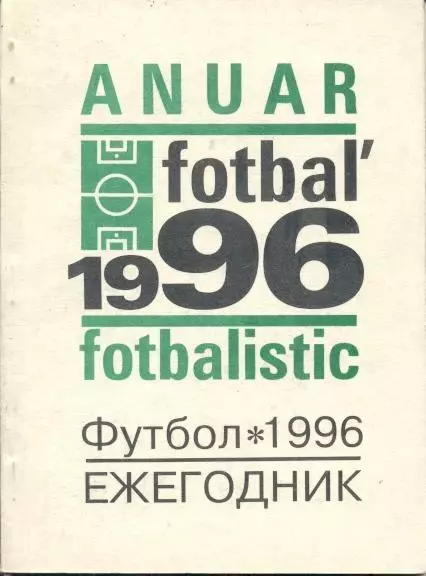 ANUAR
fotbal'
1996
fotbalistic
Футбол*1996
ЕЖЕГОДНИК